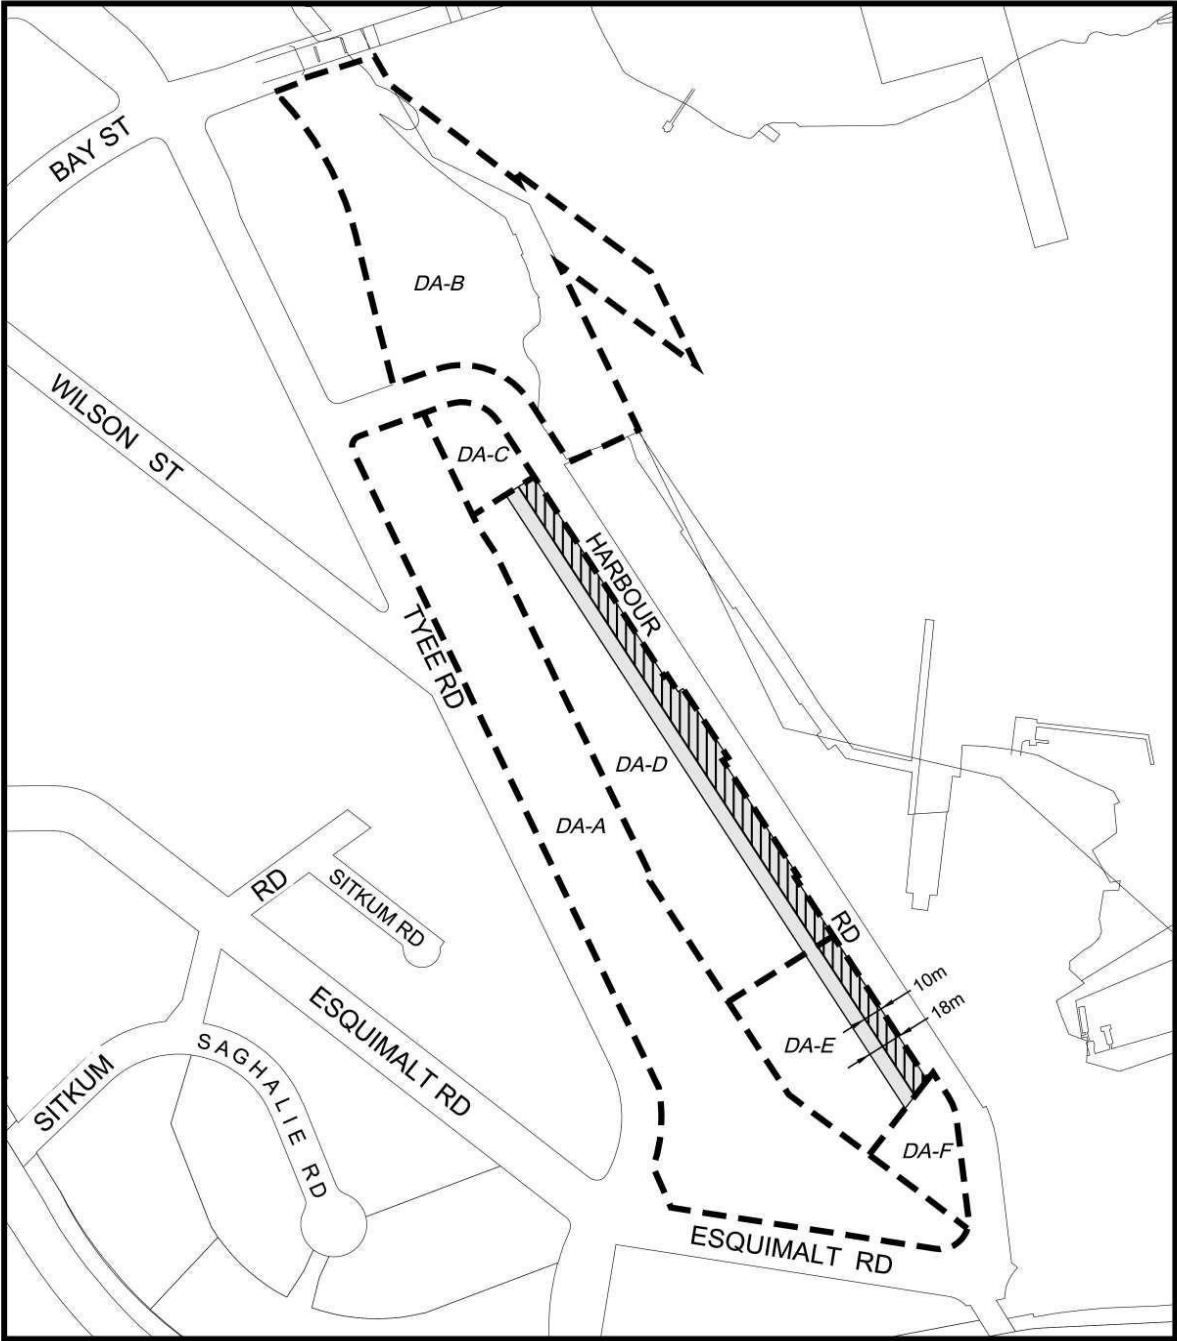 BAY ST
DA-B
WILSON ST
DA-C
HARBOUR
TYEE RD
DA-D
DA-A
RD
SITKUM RD
RD
10m
18m
ESQUIMALT RD
SAGHALIE RD
DA-E
SITKUM
DA-F
ESQUIMALT RD